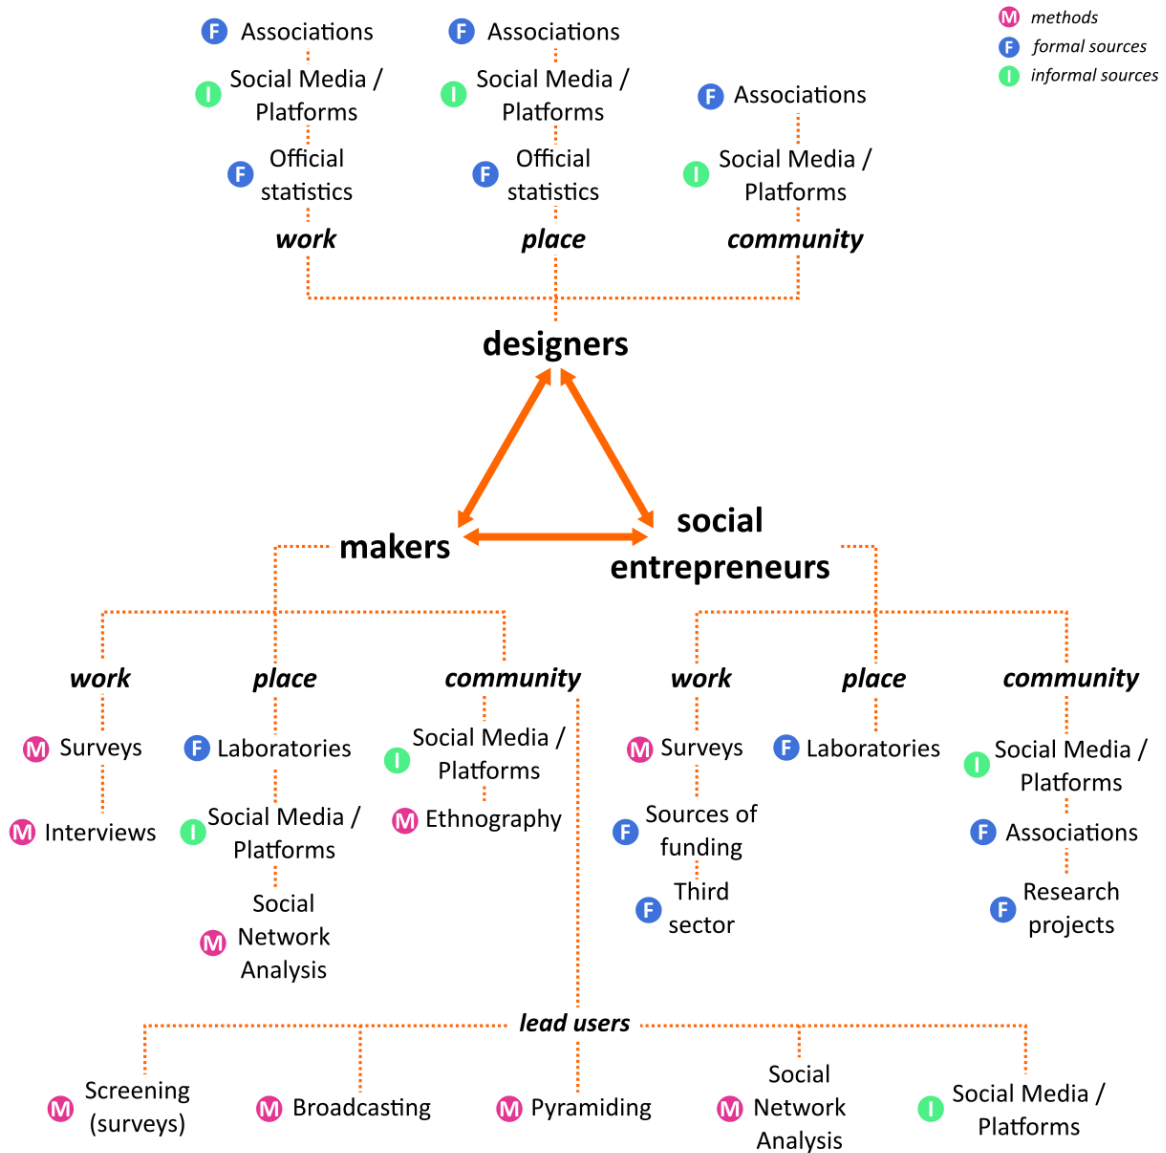 M methods
F formal sources
I informal sources
F Associations
I Social Media /
Platforms
F Official
statistics
work
F Associations
I Social Media /
Platforms
F Official
statistics
place
F Associations
I Social Media /
Platforms
community
designers
makers
social
entrepreneurs
work
M Surveys
M Interviews
place
F Laboratories
I Social Media /
Platforms
M Social
Network
Analysis
community
I Social Media /
Platforms
M Ethnography
work
M Surveys
F Sources of
funding
F Third
sector
place
F Laboratories
community
I Social Media /
Platforms
F Associations
F Research
projects
lead users
M Screening
(surveys)
M Broadcasting
M Pyramiding
M Social
Network
Analysis
I Social Media /
Platforms